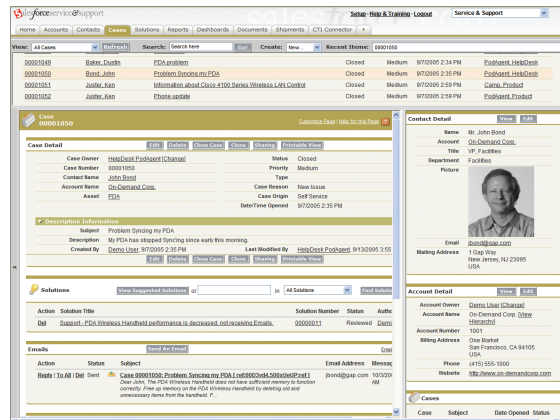 salesforce service & support
Setup · Help & Training · Logout
Service & Support
Home Accounts Contacts Cases Solutions Reports Dashboards Documents Shipments CTI Connector
View: All Cases Refresh Search: Search here Go! Create: New... Recent Items: 00001050
00001049 Baker, Dustin PDA problem Closed Medium 9/7/2005 2:34 PM PodAgent, HelpDesk
00001050 Bond, John Problem Syncing my PDA Closed Medium 9/7/2005 2:35 PM PodAgent, HelpDesk
00001051 Juster, Ken Information about Cisco 4100 Series Wireless LAN Control Closed Medium 9/7/2005 2:59 PM Camp, Product
00001052 Juster, Ken Phone update Closed Medium 9/7/2005 2:59 PM PodAgent, Product
Case
00001050
Customize Page | Help for this Page
Case Detail Edit Delete Close Case Clone Sharing Printable View
Case Owner HelpDesk PodAgent [Change] Status Closed
Case Number 00001050 Priority Medium
Contact Name John Bond Type
Account Name On-Demand Corp. Case Reason New Issue
Asset PDA Case Origin Self Service
Date/Time Opened 9/7/2005 2:35 PM
Description Information
Subject Problem Syncing my PDA
Description My PDA has stopped Syncing since early this morning.
Created By Demo User, 9/7/2005 2:35 PM Last Modified By HelpDesk PodAgent, 9/13/2005 3:55
Edit Delete Close Case Clone Sharing Printable View
Solutions View Suggested Solutions or in All Solutions Find Solution
Action Solution Title Solution Number Status Autho
Del Support - PDA Wireless Handheld performance is decreased, not receiving Emails. 00000011 Reviewed Demo
Emails Send An Email Emai
Action Status Subject Email Address Messag
Reply | To All | Del Sent Case 00001050: Problem Syncing my PDA jbond@gap.com 10/3/200
Dear John, The PDA Wireless Handheld does not have sufficient memory to function AM
correctly. Free up memory on the PDA Wireless Handheld by deleting old and
unnecessary items from the handheld. P...
Contact Detail View Edit
Name Mr. John Bond
Account On-Demand Corp.
Title VP, Facilities
Department Facilities
Picture
Email jbond@gap.com
Mailing Address 1 Gap Way
New Jersey, NJ 23095
USA
Account Detail View Edit
Account Owner Demo User [Change]
Account Name On-Demand Corp. [View
Hierarchy]
Account Number 1001
Billing Address One Market
San Francisco, CA 94105
USA
Phone (415) 555-1000
Website http://www.on-demandcorp.com
Cases
Case Subject Date Opened Status